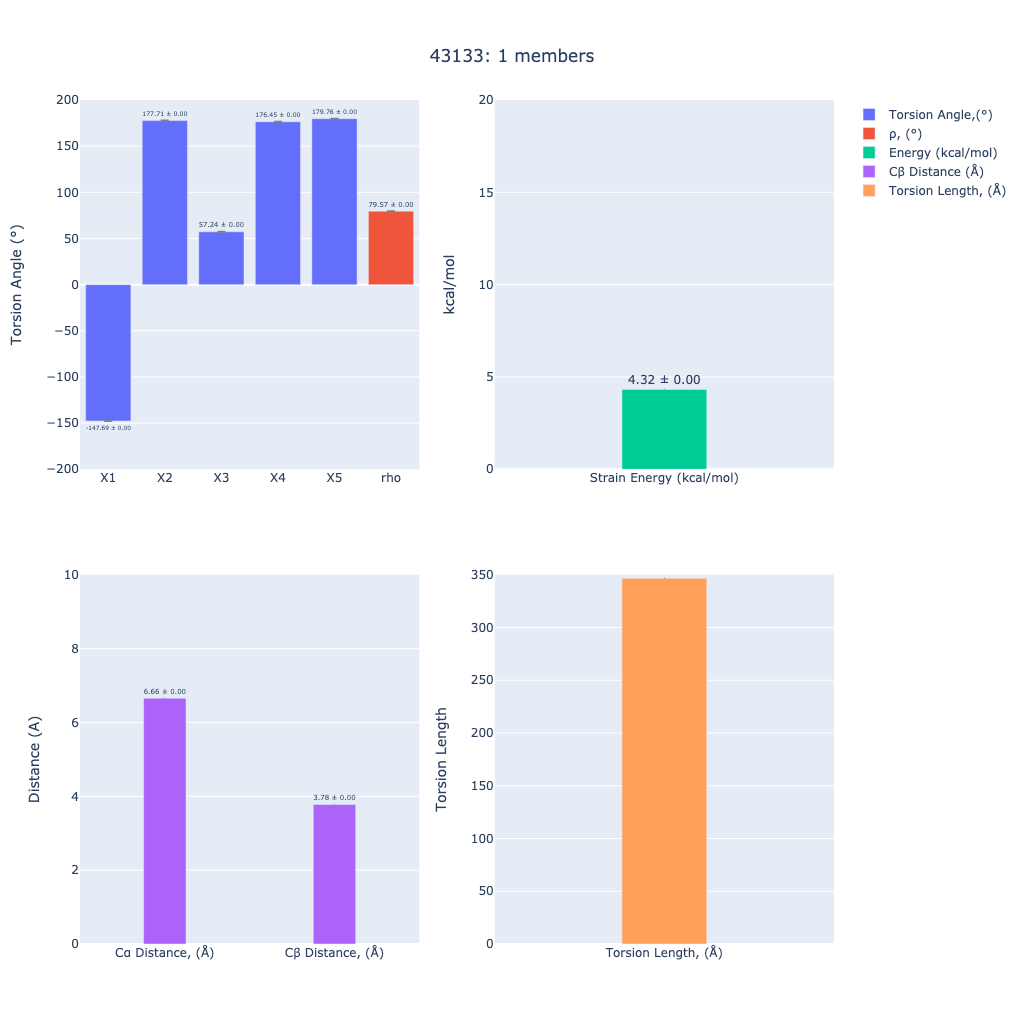 43133: 1 members
Torsion Angle (°)
200
150
100
50
0
−50
−100
−150
−200
-147.69 ± 0.00
177.71 ± 0.00
57.24 ± 0.00
176.45 ± 0.00
179.76 ± 0.00
79.57 ± 0.00
X1 X2 X3 X4 X5 rho
kcal/mol
20
15
10
5
0
4.32 ± 0.00
Strain Energy (kcal/mol)
Torsion Angle,(°)
ρ, (°)
Energy (kcal/mol)
Cβ Distance (Å)
Torsion Length, (Å)
Distance (A)
10
8
6
4
2
0
6.66 ± 0.00
3.78 ± 0.00
Cα Distance, (Å) Cβ Distance, (Å)
Torsion Length
350
300
250
200
150
100
50
0
Torsion Length, (Å)